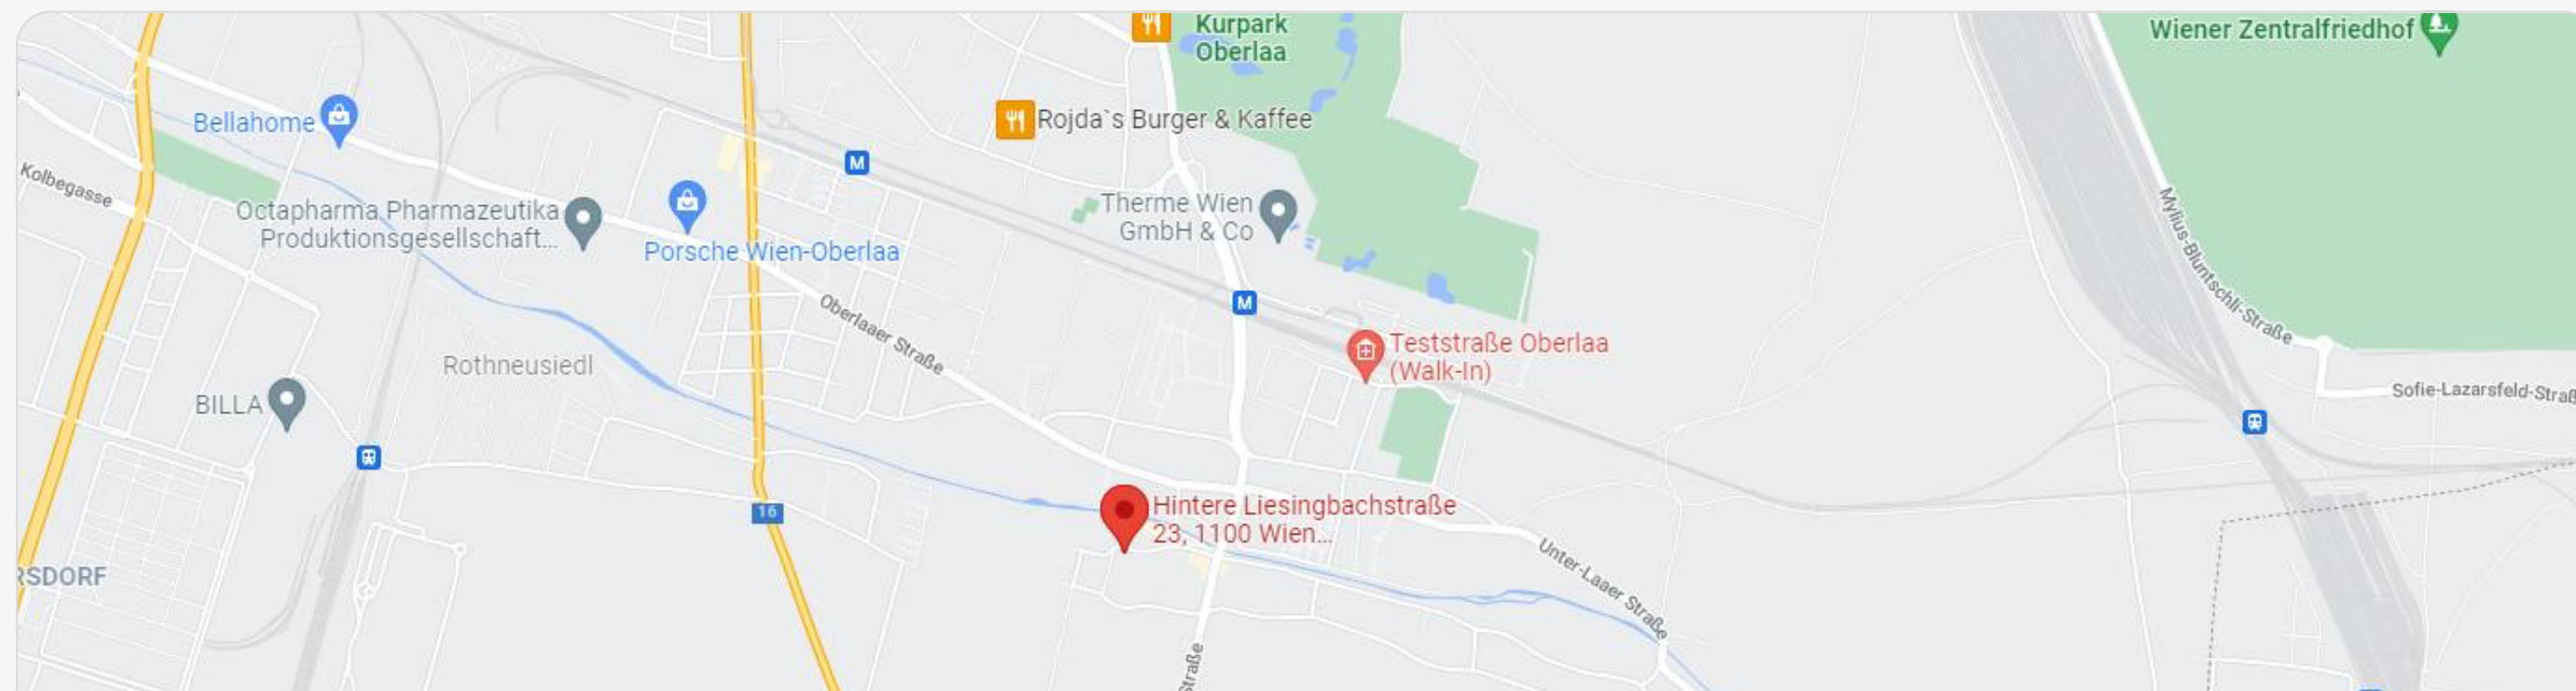 Kurpark
Oberlaa
Wiener Zentralfriedhof
Bellahome
Rojda`s Burger & Kaffee
M
Kolbegasse
Octapharma Pharmazeutika
Produktionsgesellschaft...
Porsche Wien-Oberlaa
Therme Wien
GmbH & Co
Mylius-Bluntschli-Straße
M
Oberlaaer Straße
Teststraße Oberlaa
(Walk-In)
Rothneusiedl
BILLA
Sofie-Lazarsfeld-Straß
16
Hintere Liesingbachstraße
23, 1100 Wien...
Unter-Laaer Straße
RSDORF
Straße